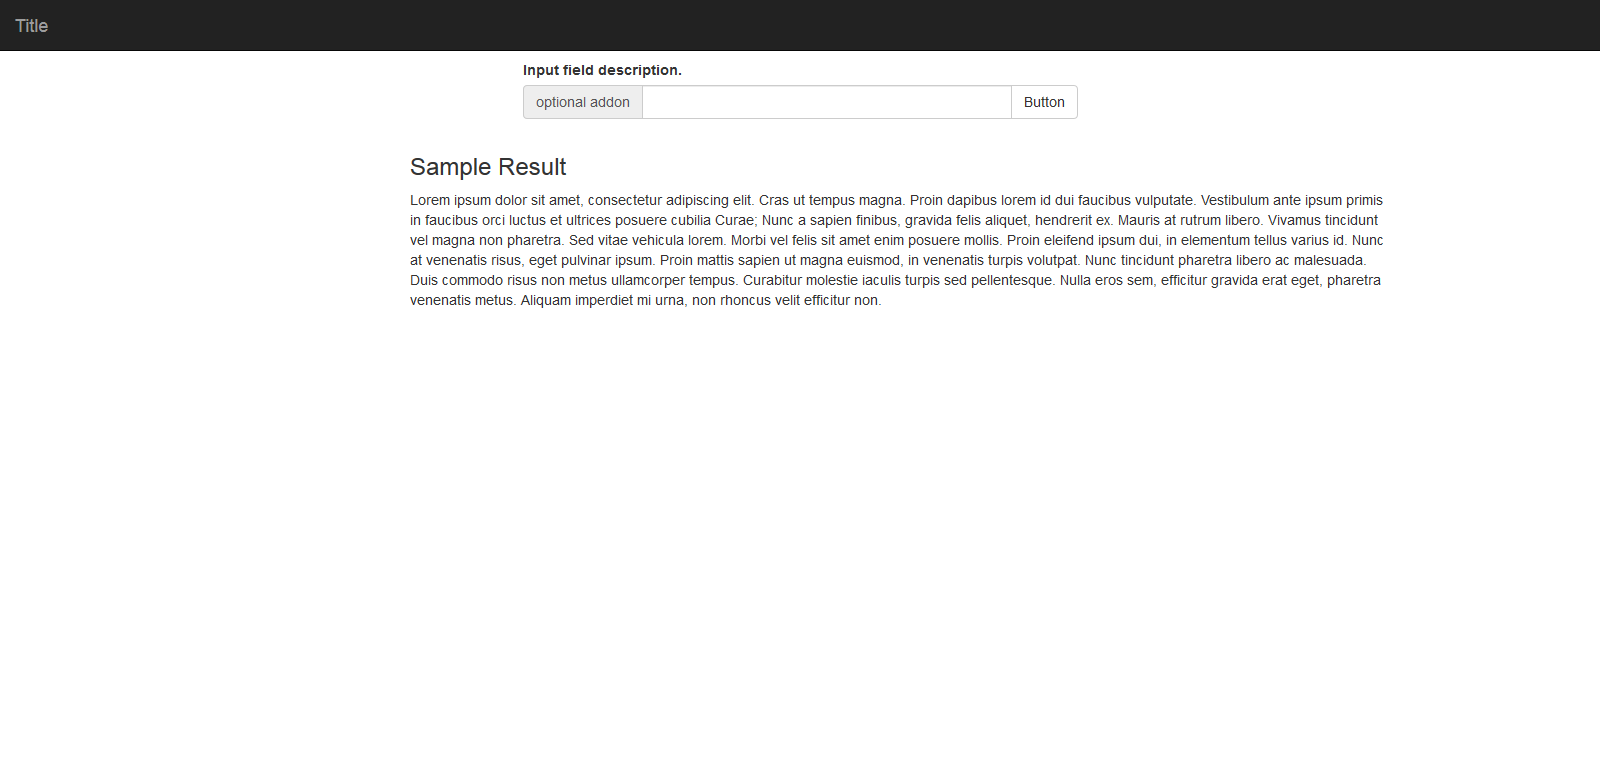 Title
Input field description.
optional addon
Button
Sample Result
Lorem ipsum dolor sit amet, consectetur adipiscing elit. Cras ut tempus magna. Proin dapibus lorem id dui faucibus vulputate. Vestibulum ante ipsum primis
in faucibus orci luctus et ultrices posuere cubilia Curae; Nunc a sapien finibus, gravida felis aliquet, hendrerit ex. Mauris at rutrum libero. Vivamus tincidunt
vel magna non pharetra. Sed vitae vehicula lorem. Morbi vel felis sit amet enim posuere mollis. Proin eleifend ipsum dui, in elementum tellus varius id. Nunc
at venenatis risus, eget pulvinar ipsum. Proin mattis sapien ut magna euismod, in venenatis turpis volutpat. Nunc tincidunt pharetra libero ac malesuada.
Duis commodo risus non metus ullamcorper tempus. Curabitur molestie iaculis turpis sed pellentesque. Nulla eros sem, efficitur gravida erat eget, pharetra
venenatis metus. Aliquam imperdiet mi urna, non rhoncus velit efficitur non.